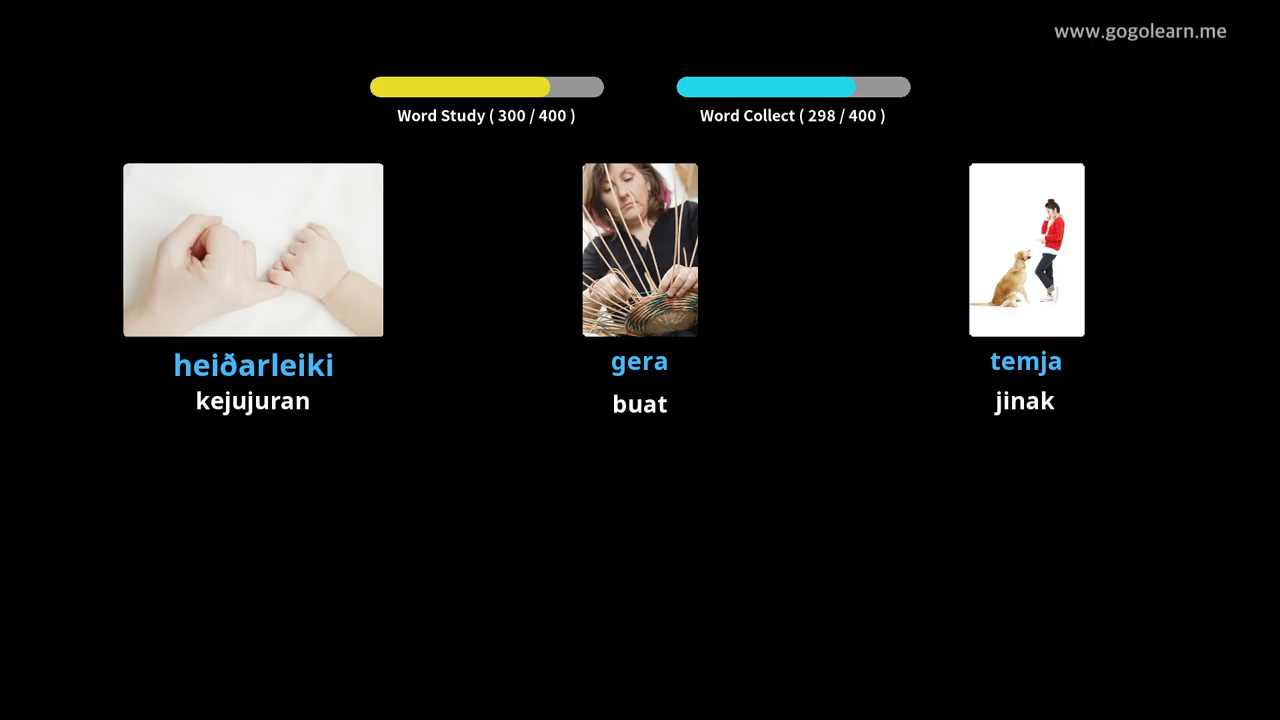 www.gogolearn.me
Word Study ( 300 / 400 )
Word Collect ( 298 / 400 )
heiðarleiki
kejujuran
gera
buat
temja
jinak